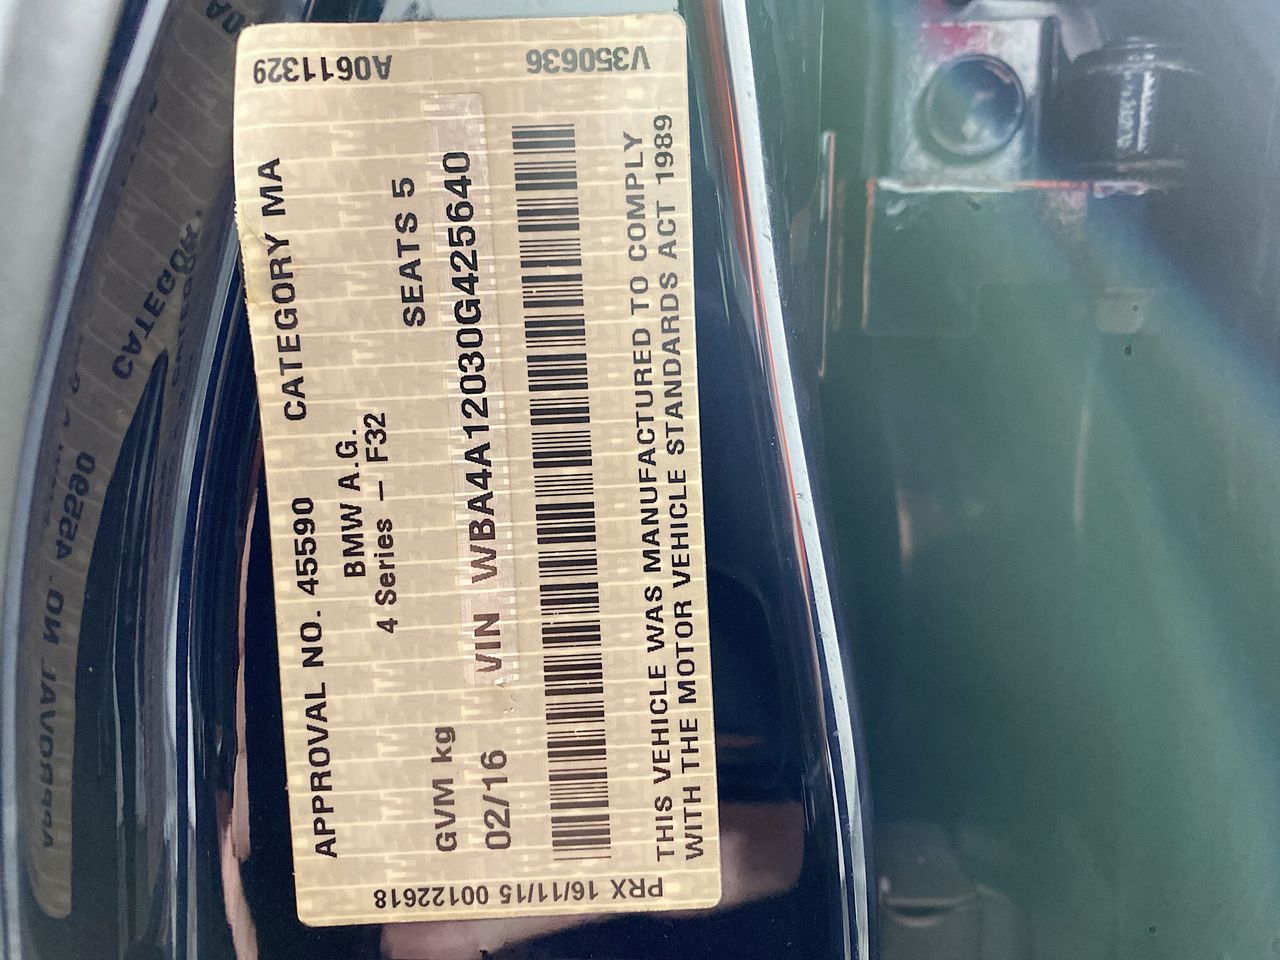 A0611329
V350636
APPROVAL NO. 45590 CATEGORY MA
BMW A.G.
4 Series – F32
GVM kg SEATS 5
02/16 VIN WBA4A12030G425640
THIS VEHICLE WAS MANUFACTURED TO COMPLY
WITH THE MOTOR VEHICLE STANDARDS ACT 1989
PRX 16/11/15 00122618